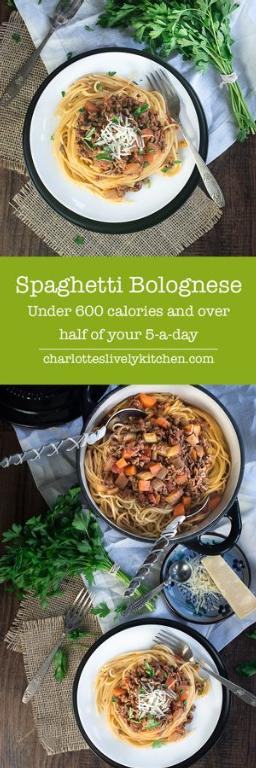 Spaghetti Bolognese
Under 600 calories and over
half of your 5-a-day
charlotteslivelykitchen.com